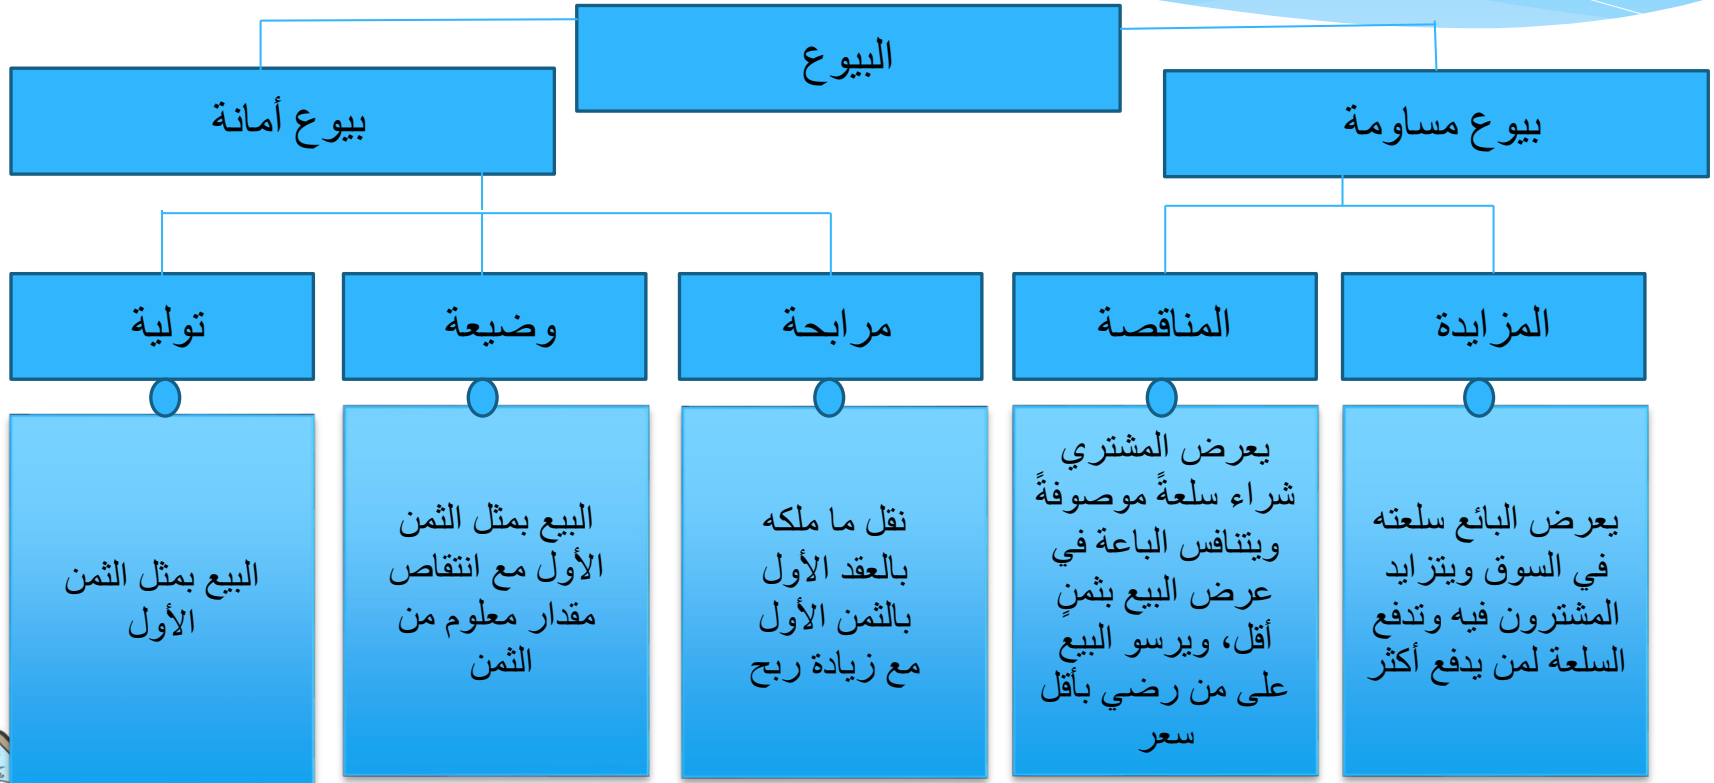 البيوع
بيوع مساومة
بيوع أمانة
المزايدة
المناقصة
مرابحة
وضيعة
تولية
يعرض البائع سلعته
في السوق ويتزايد
المشترون فيه وتدفع
السلعة لمن يدفع أكثر
يعرض المشتري
شراء سلعةً موصوفةً
ويتنافس الباعة في
عرض البيع بثمنٍ
أقل، ويرسو البيع
على من رضي بأقل
سعر
نقل ما ملكه
بالعقد الأول
بالثمن الأول
مع زيادة ربح
البيع بمثل الثمن
الأول مع انتقاص
مقدار معلوم من
الثمن
البيع بمثل الثمن
الأول